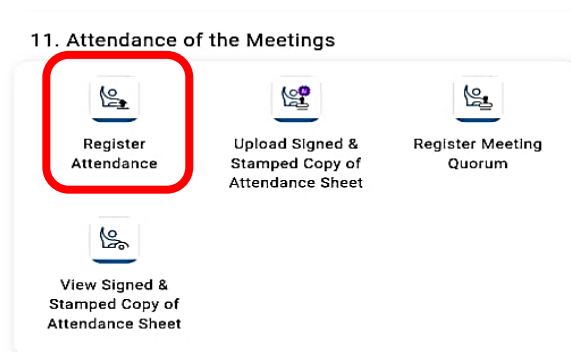 11. Attendance of the Meetings
Register
Attendance
Upload Signed &
Stamped Copy of
Attendance Sheet
Register Meeting
Quorum
View Signed &
Stamped Copy of
Attendance Sheet